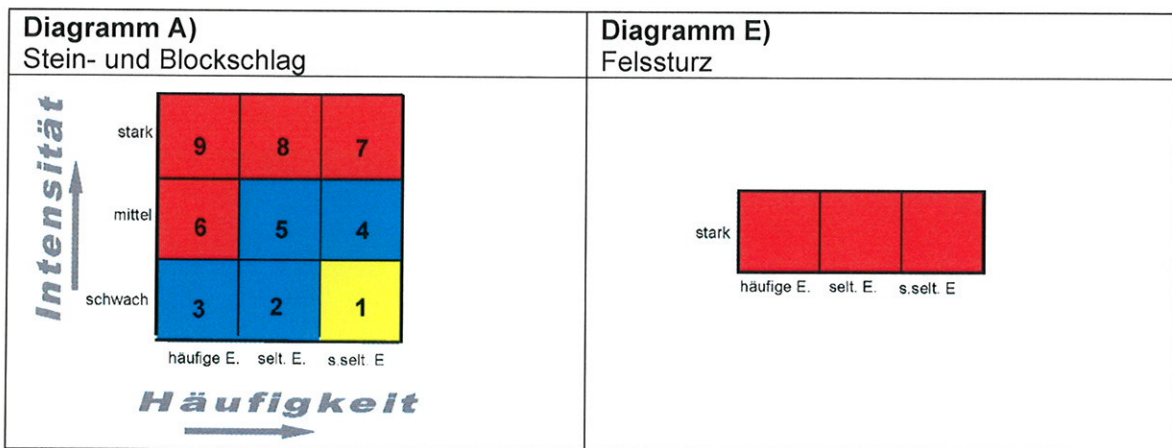 Diagramm A)
Stein- und Blockschlag
Intensität
stark
9 8 7
mittel
6 5 4
schwach
3 2 1
häufige E. selt. E. s.selt. E
Häufigkeit
Diagramm E)
Felssturz
stark
häufige E. selt. E. s.selt. E